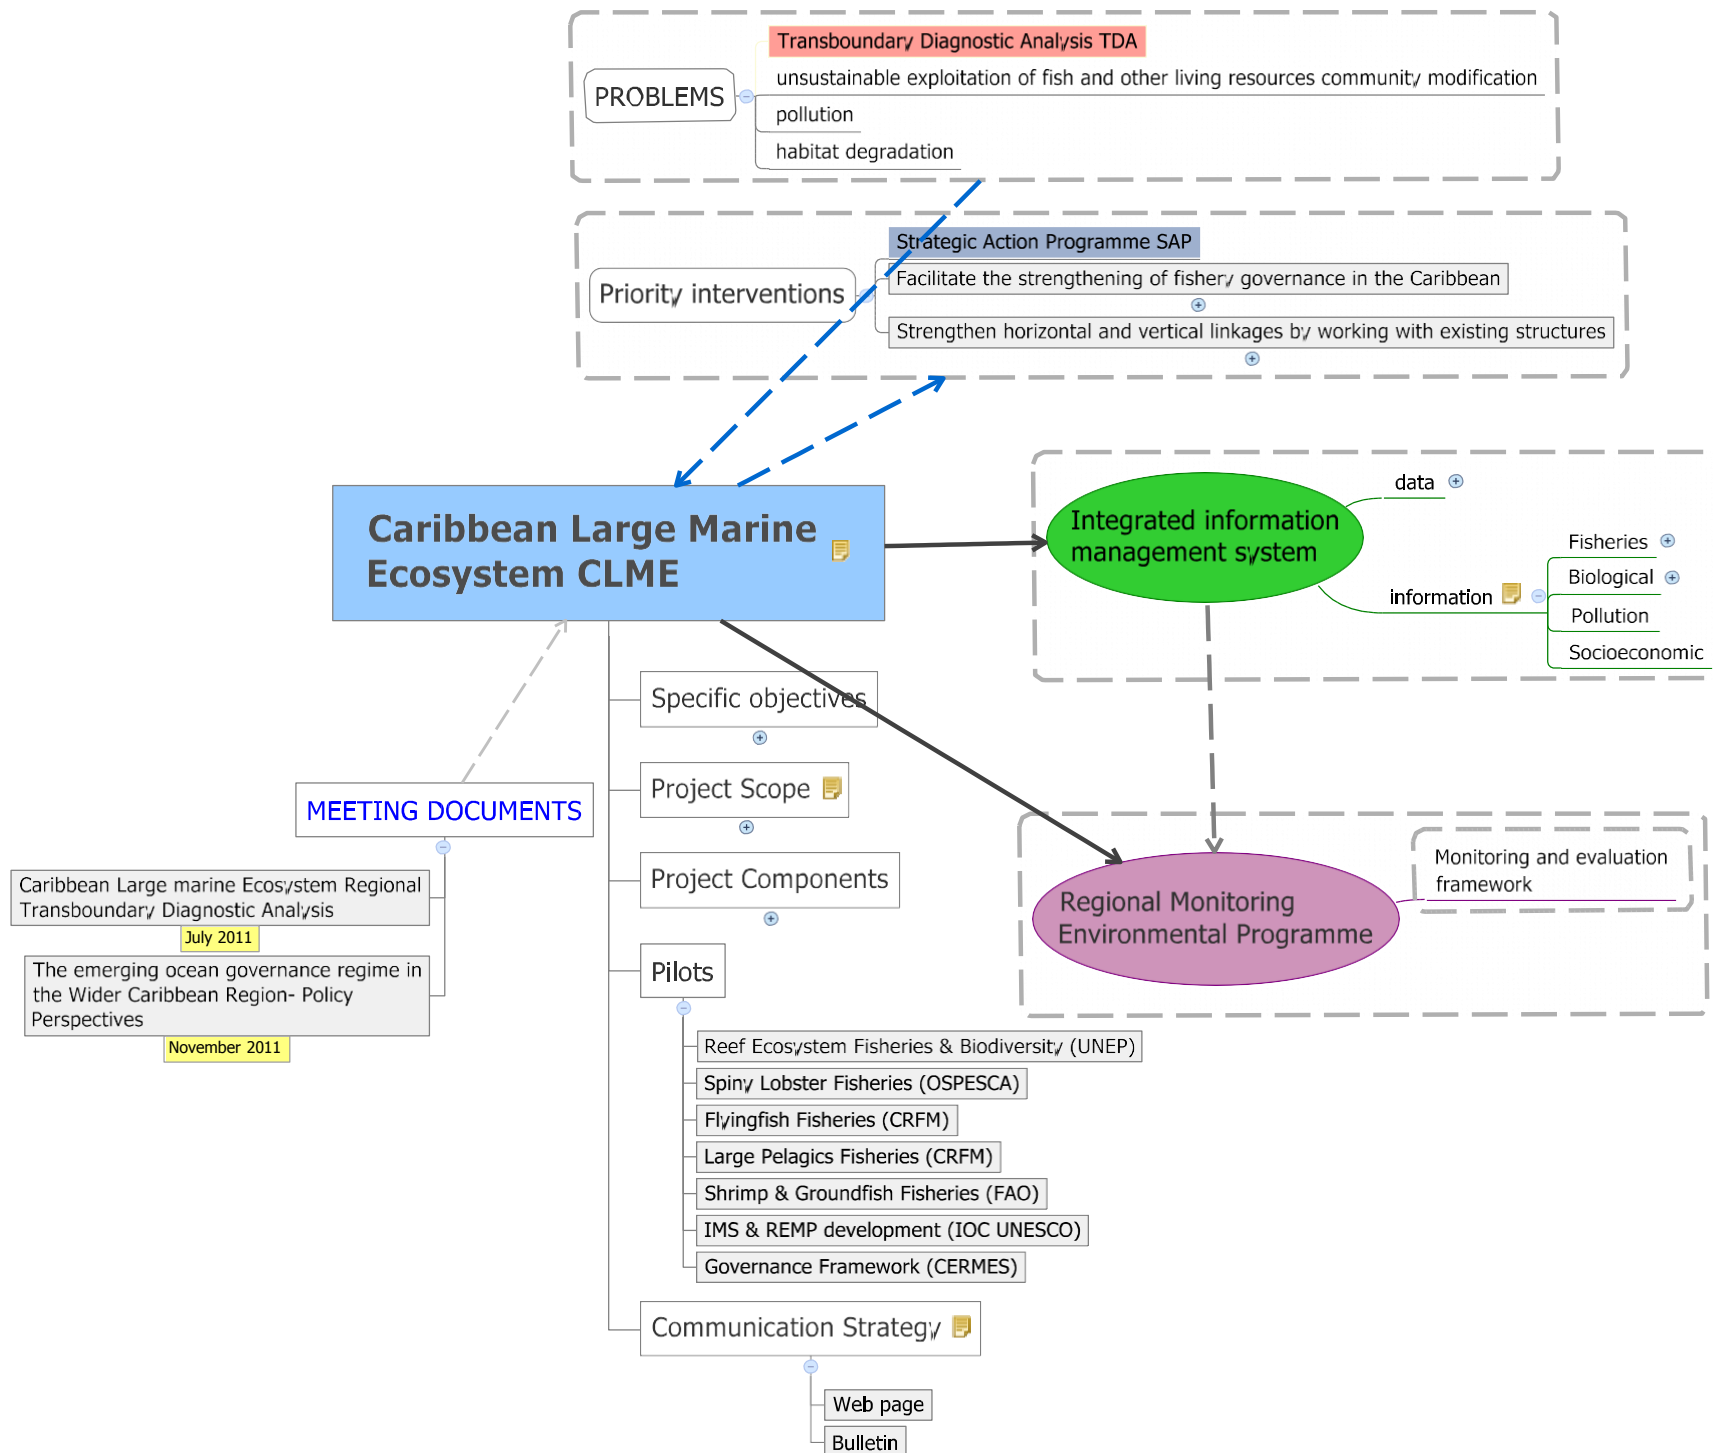 Transboundary Diagnostic Analysis TDA
PROBLEMS
unsustainable exploitation of fish and other living resources community modification
pollution
habitat degradation
Strategic Action Programme SAP
Priority interventions
Facilitate the strengthening of fishery governance in the Caribbean
Strengthen horizontal and vertical linkages by working with existing structures
Caribbean Large Marine
Ecosystem CLME
Integrated information
management system
data
information
Fisheries
Biological
Pollution
Socioeconomic
Specific objectives
Project Scope
Project Components
MEETING DOCUMENTS
Caribbean Large marine Ecosystem Regional
Transboundary Diagnostic Analysis
July 2011
The emerging ocean governance regime in
the Wider Caribbean Region- Policy
Perspectives
November 2011
Regional Monitoring
Environmental Programme
Monitoring and evaluation
framework
Pilots
Reef Ecosystem Fisheries & Biodiversity (UNEP)
Spiny Lobster Fisheries (OSPESCA)
Flyingfish Fisheries (CRFM)
Large Pelagics Fisheries (CRFM)
Shrimp & Groundfish Fisheries (FAO)
IMS & REMP development (IOC UNESCO)
Governance Framework (CERMES)
Communication Strategy
Web page
Bulletin